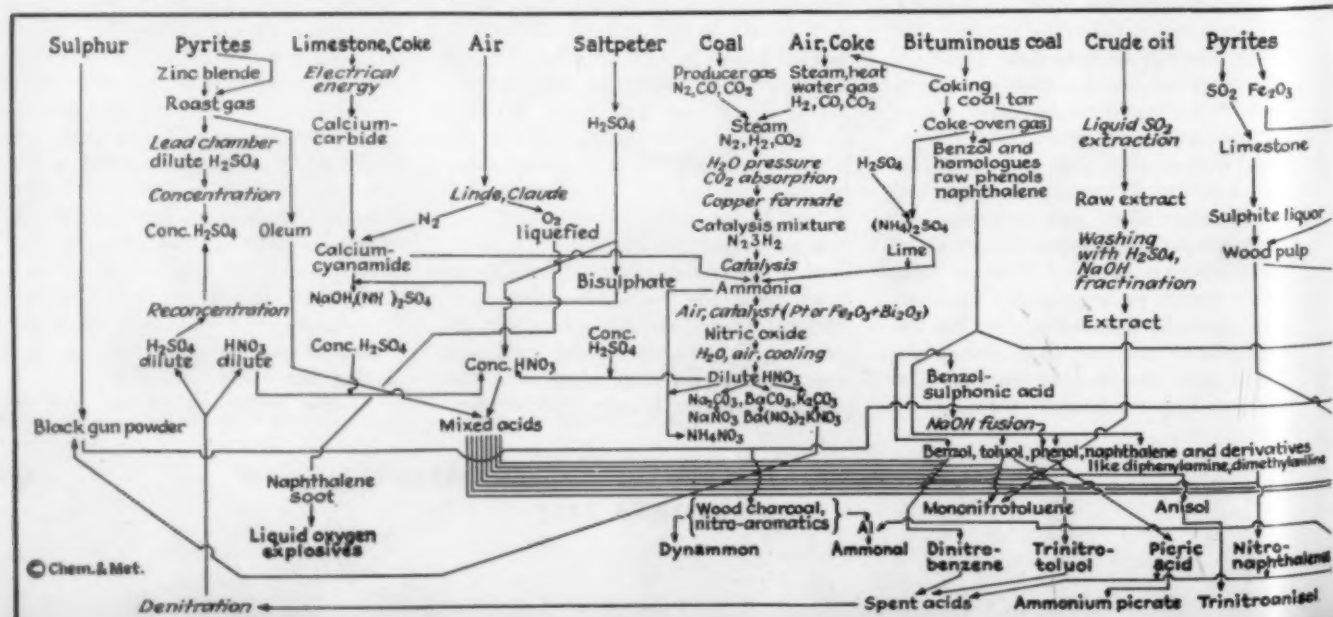 Sulphur
Pyrites
Limestone, Coke
Air
Saltpeter
Coal
Air, Coke
Bituminous coal
Crude oil
Pyrites
Zinc blende
Roast gas
Lead chamber
dilute H₂SO₄
Concentration
Conc. H₂SO₄
Oleum
Reconcentration
H₂SO₄
dilute
HNO₃
dilute
Black gun powder
Electrical
energy
Calcium-
carbide
N₂
Calcium-
cyanamide
NaOH,(NH )₂SO₄
Conc. H₂SO₄
Linde, Claude
O₂
liquefied
Conc. HNO₃
Mixed acids
Naphthalene
soot
Liquid oxygen
explosives
H₂SO₄
Bisulphate
Conc.
H₂SO₄
Producer gas
N₂,CO,CO₂
Steam, heat
water gas
H₂,CO,CO₂
Steam
N₂,H₂,CO₂
H₂O pressure
CO₂ absorption
Copper formate
Catalysis mixture
N₂3H₂
Catalysis
Ammonia
Air, catalyst (Pt or Fe₂O₃+Bi₂O₃)
Nitric oxide
H₂O, air, cooling
Dilute HNO₃
Na₂CO₃, BaCO₃, K₂CO₃
NaNO₃ Ba(NO₃)₂KNO₃
NH₄NO₃
Wood charcoal,
nitro-aromatics
Al
Dynammon
Ammonal
Coking
coal tar
Coke-oven gas
Benzol and
homologues
raw phenols
naphthalene
H₂SO₄
(NH₄)₂SO₄
Lime
Liquid SO₂
extraction
Raw extract
Washing
with H₂SO₄,
NaOH
fractination
Extract
SO₂
Fe₂O₃
Limestone
Sulphite liquor
Wood pulp
Benzol-
sulphonic acid
NaOH fusion
Benzol, toluol, phenol, naphthalene and derivatives
like diphenylamine, dimethylaniline
Mononitrotoluene
Anisol
Dinitro-
benzene
Trinitro-
toluol
Picric
acid
Nitro-
naphthalene
Spent acids
Ammonium picrate
Trinitroanisol
Denitration
© Chem. & Met.